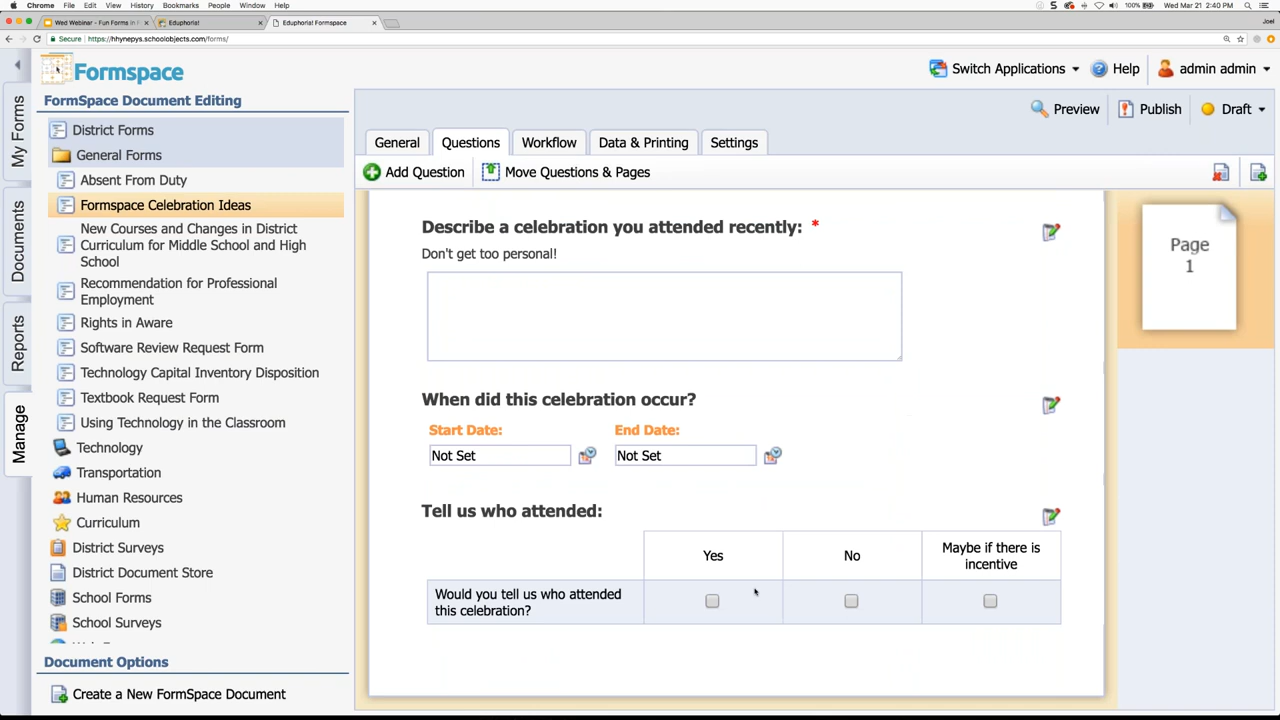 Chrome File Edit View History Bookmarks People Window Help
100% Wed Mar 21 2:40 PM
Wed Webinar - Fun Forms in F
Eduphoria!
Eduphoria! Formspace
Joel
Secure https://hhynepys.schoolobjects.com/forms/
Formspace
Switch Applications
Help
admin admin
FormSpace Document Editing
My Forms
Documents
Reports
Manage
District Forms
General Forms
Absent From Duty
Formspace Celebration Ideas
New Courses and Changes in District
Curriculum for Middle School and High
School
Recommendation for Professional
Employment
Rights in Aware
Software Review Request Form
Technology Capital Inventory Disposition
Textbook Request Form
Using Technology in the Classroom
Technology
Transportation
Human Resources
Curriculum
District Surveys
District Document Store
School Forms
School Surveys
Document Options
Create a New FormSpace Document
Preview
Publish
Draft
General
Questions
Workflow
Data & Printing
Settings
Add Question
Move Questions & Pages
Describe a celebration you attended recently: *
Don't get too personal!
When did this celebration occur?
Start Date: End Date:
Not Set Not Set
Tell us who attended:
Yes
No
Maybe if there is
incentive
Would you tell us who attended
this celebration?
Page
1